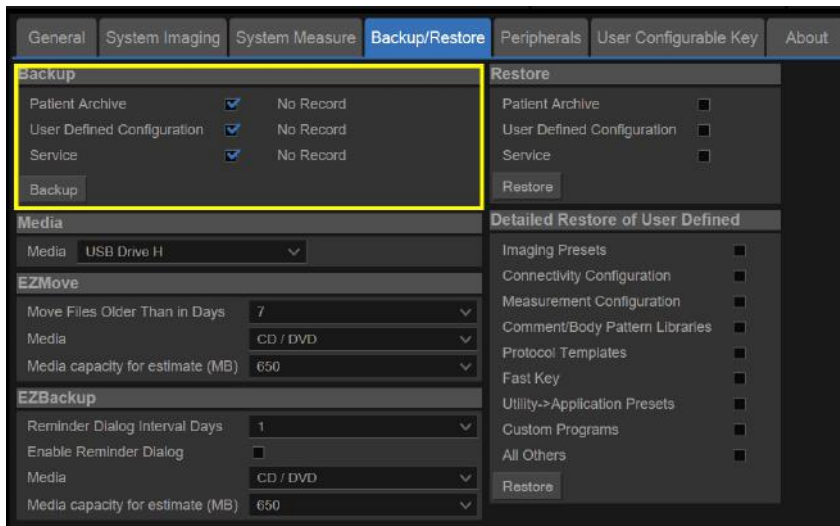 General System Imaging System Measure Backup/Restore Peripherals User Configurable Key About
Backup
Patient Archive No Record
User Defined Configuration No Record
Service No Record
Backup
Media
Media USB Drive H
EZMove
Move Files Older Than in Days 7
Media CD / DVD
Media capacity for estimate (MB) 650
EZBackup
Reminder Dialog Interval Days 1
Enable Reminder Dialog
Media CD / DVD
Media capacity for estimate (MB) 650
Restore
Patient Archive
User Defined Configuration
Service
Restore
Detailed Restore of User Defined
Imaging Presets
Connectivity Configuration
Measurement Configuration
Comment/Body Pattern Libraries
Protocol Templates
Fast Key
Utility->Application Presets
Custom Programs
All Others
Restore